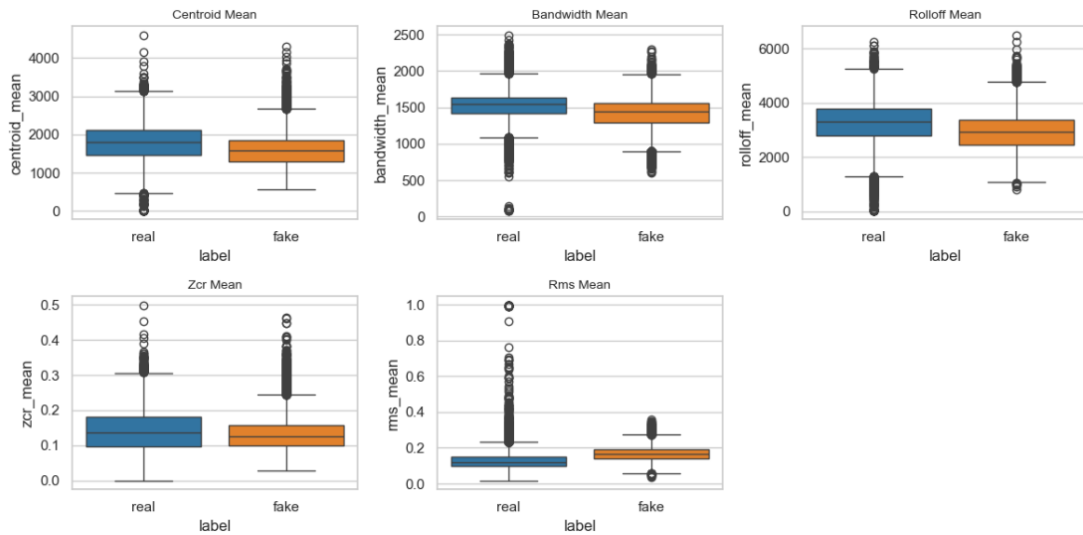 Centroid Mean
centroid_mean
4000
3000
2000
1000
0
real
fake
label
Bandwidth Mean
bandwidth_mean
2500
2000
1500
1000
500
0
real
fake
label
Rolloff Mean
rolloff_mean
6000
4000
2000
0
real
fake
label
Zcr Mean
zcr_mean
0.5
0.4
0.3
0.2
0.1
0.0
real
fake
label
Rms Mean
rms_mean
1.0
0.8
0.6
0.4
0.2
0.0
real
fake
label